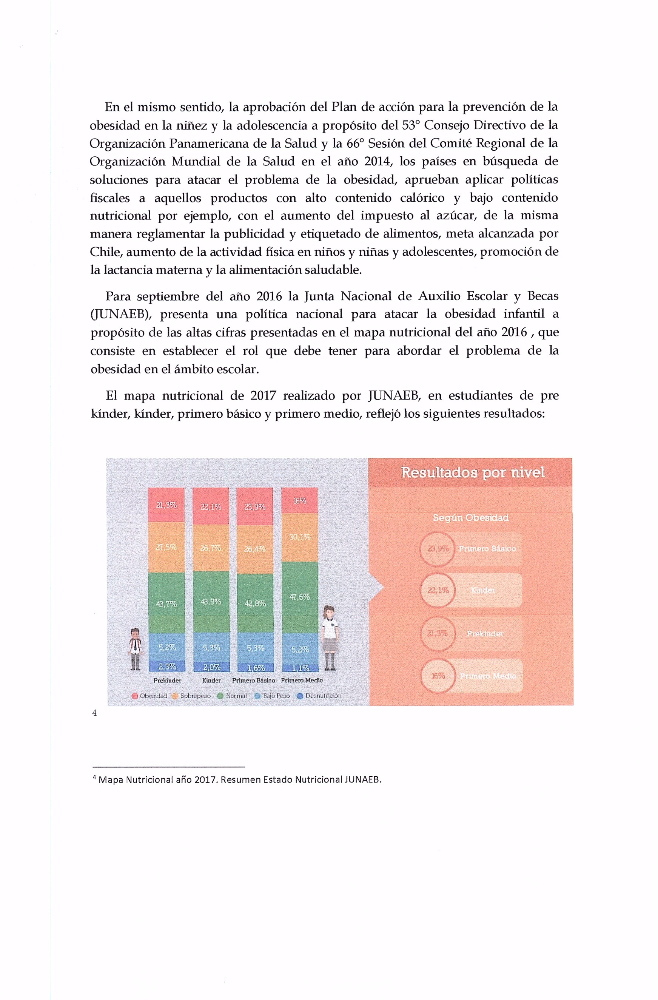 En el mismo sentido, la aprobación del Plan de acción para la prevención de la
obesidad en la niñez y la adolescencia a propósito del 53° Consejo Directivo de la
Organización Panamericana de la Salud y la 66° Sesión del Comité Regional de la
Organización Mundial de la Salud en el año 2014, los países en búsqueda de
soluciones para atacar el problema de la obesidad, aprueban aplicar políticas
fiscales a aquellos productos con alto contenido calórico y bajo contenido
nutricional por ejemplo, con el aumento del impuesto al azúcar, de la misma
manera reglamentar la publicidad y etiquetado de alimentos, meta alcanzada por
Chile, aumento de la actividad física en niños y niñas y adolescentes, promoción de
la lactancia materna y la alimentación saludable.
Para septiembre del año 2016 la Junta Nacional de Auxilio Escolar y Becas
(JUNAEB), presenta una política nacional para atacar la obesidad infantil a
propósito de las altas cifras presentadas en el mapa nutricional del año 2016 , que
consiste en establecer el rol que debe tener para abordar el problema de la
obesidad en el ámbito escolar.
El mapa nutricional de 2017 realizado por JUNAEB, en estudiantes de pre
kínder, kínder, primero básico y primero medio, reflejó los siguientes resultados:
21,3% 22,1% 23,9% 16%
27,5% 26,7% 26,4% 30,1%
43,7% 43,9% 42,8% 47,6%
5,2% 5,3% 5,3% 5,2%
2,3% 2,0% 1,6% 1,1%
Prekinder Kinder Primero Básico Primero Medio
Obesidad Sobrepeso Normal Bajo Peso Desnutrición
Resultados por nivel
Según Obesidad
23,9% Primero Básico
22,1% Kinder
21,3% Prekinder
16% Primero Medio
4
4 Mapa Nutricional año 2017. Resumen Estado Nutricional JUNAEB.